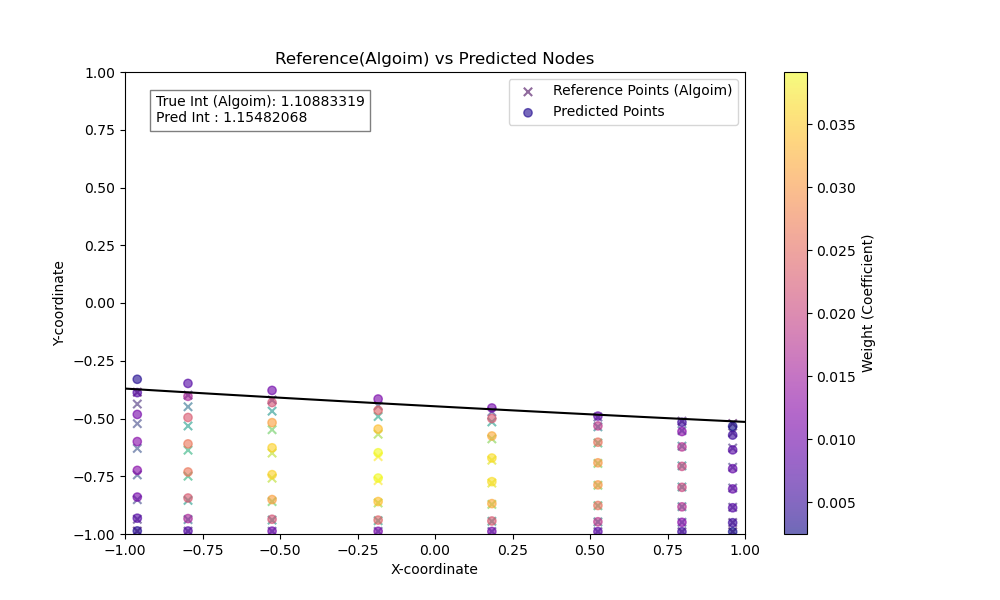 Reference(Algoim) vs Predicted Nodes
True Int (Algoim): 1.10883319
Pred Int : 1.15482068
Reference Points (Algoim)
Predicted Points
1.00
0.75
0.50
0.25
0.00
−0.25
−0.50
−0.75
−1.00
Y-coordinate
−1.00 −0.75 −0.50 −0.25 0.00 0.25 0.50 0.75 1.00
X-coordinate
0.035
0.030
0.025
0.020
0.015
0.010
0.005
Weight (Coefficient)